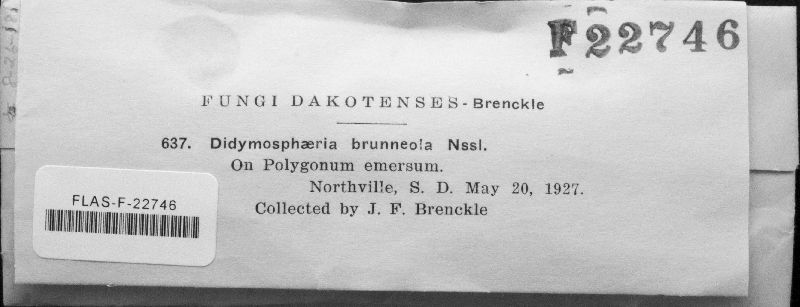 F22746
FUNGI DAKOTENSES - Brenckle
637. Didymosphæria brunneola Nssl.
On Polygonum emersum.
Northville, S. D. May 20, 1927.
Collected by J. F. Brenckle
FLAS-F-22746